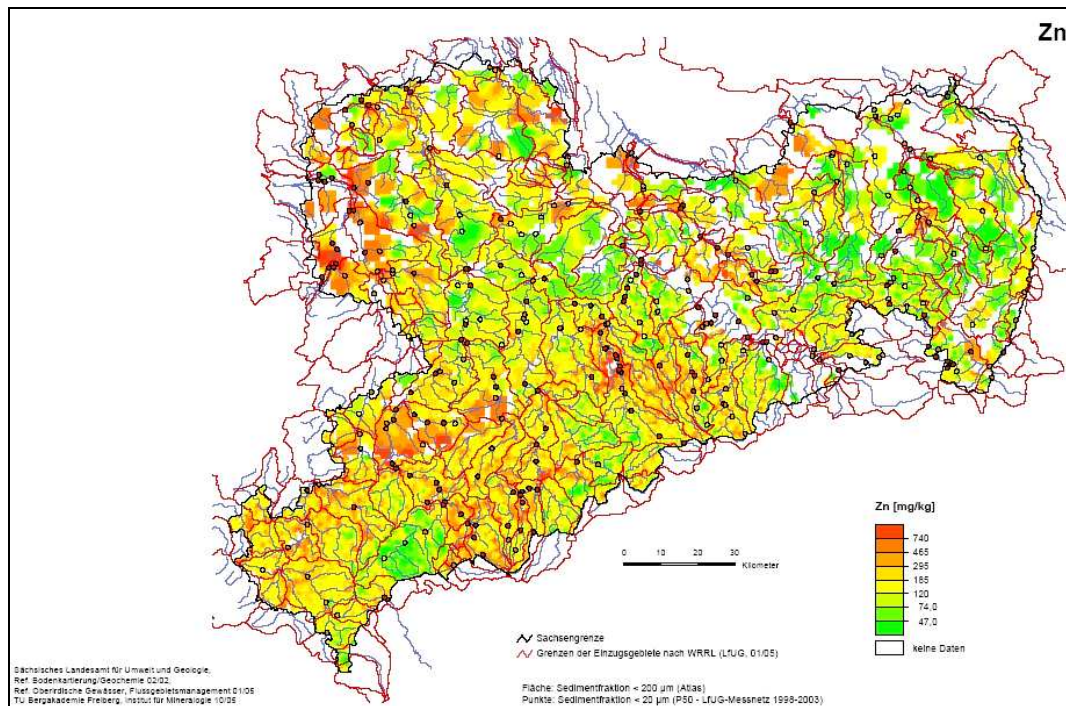 Zn
Zn [mg/kg]
740
465
295
185
120
74,0
47,0
keine Daten
0 10 20 30
Kilometer
Sachsengrenze
Grenzen der Einzugsgebiete nach WRRL (LfUG, 01/05)
Sächsisches Landesamt für Umwelt und Geologie,
Ref. Bodenkartierung/Geochemie 02/02,
Ref. Oberirdische Gewässer, Flussgebietsmanagement 01/05
TU Bergakademie Freiberg, Institut für Mineralogie 10/05
Fläche: Sedimentfraktion < 200 µm (Atlas)
Punkte: Sedimentfraktion < 20 µm (P50 - LfUG-Messnetz 1998-2003)